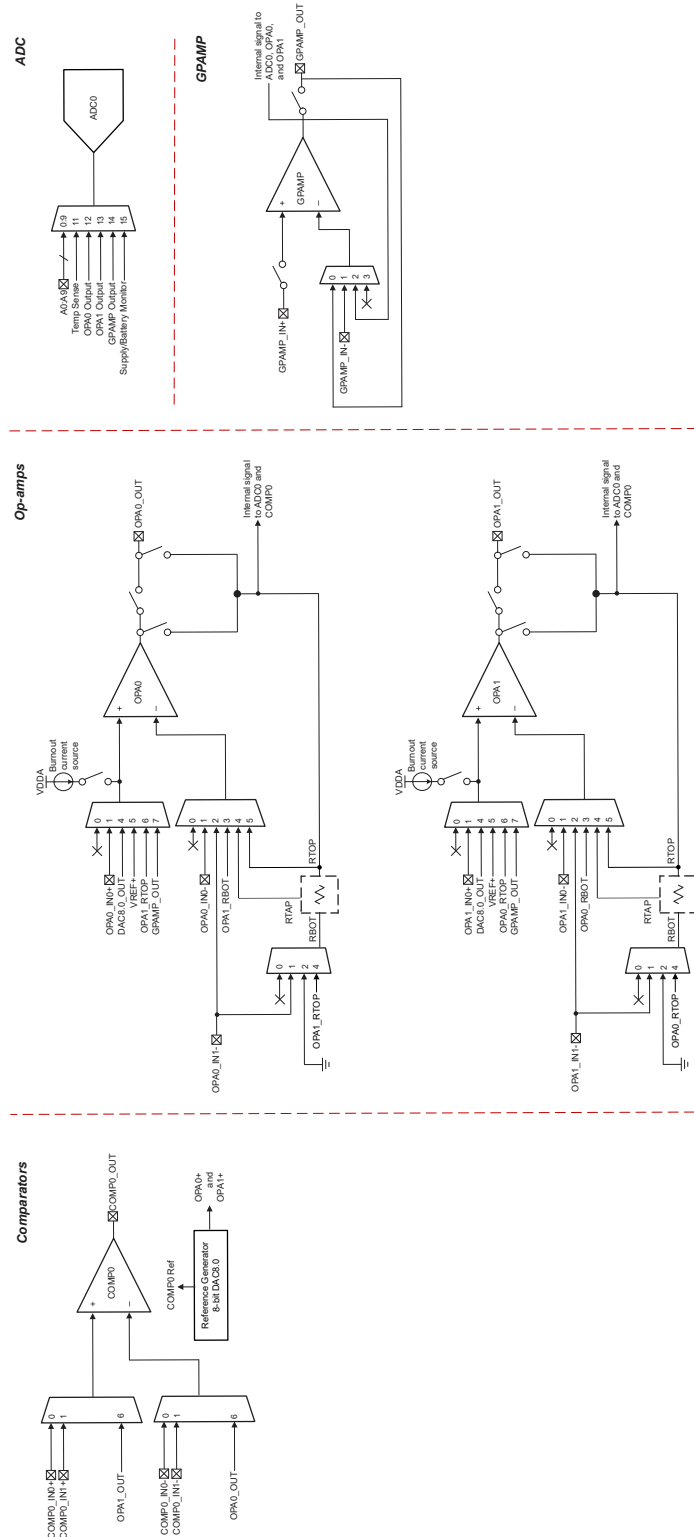 Comparators
COMP0_IN0+
COMP0_IN1+
OPA1_OUT
0
1
6
COMP0_IN0-
COMP0_IN1-
OPA0_OUT
0
1
6
+
−
COMP0
COMP0_OUT
COMP0 Ref
Reference Generator
8-bit DAC8.0
OPA0+
and
OPA1+
Op-amps
VDDA
Burnout
current
source
OPA0_IN0+
DAC8.0_OUT
VREF+
OPA1_RTOP
GPAMP_OUT
0
1
4
5
6
7
OPA0_IN0-
OPA1_RBOT
0
1
2
3
4
5
OPA0_IN1-
OPA1_RTOP
0
1
2
4
RBOT
RTAP
RTOP
+
−
OPA0
OPA0_OUT
Internal signal
to ADC0 and
COMP0
VDDA
Burnout
current
source
OPA1_IN0+
DAC8.0_OUT
VREF+
OPA0_RTOP
GPAMP_OUT
0
1
4
5
6
7
OPA1_IN0-
OPA0_RBOT
0
1
2
3
4
5
OPA1_IN1-
OPA0_RTOP
0
1
2
4
RBOT
RTAP
RTOP
+
−
OPA1
OPA1_OUT
Internal signal
to ADC0 and
COMP0
ADC
A0:A9
Temp Sense
OPA0 Output
OPA1 Output
GPAMP Output
Supply/Battery Monitor
0:9
11
12
13
14
15
ADC0
GPAMP
GPAMP_IN+
GPAMP_IN-
0
1
2
3
+
−
GPAMP
Internal signal to
ADC0, OPA0,
and OPA1
GPAMP_OUT